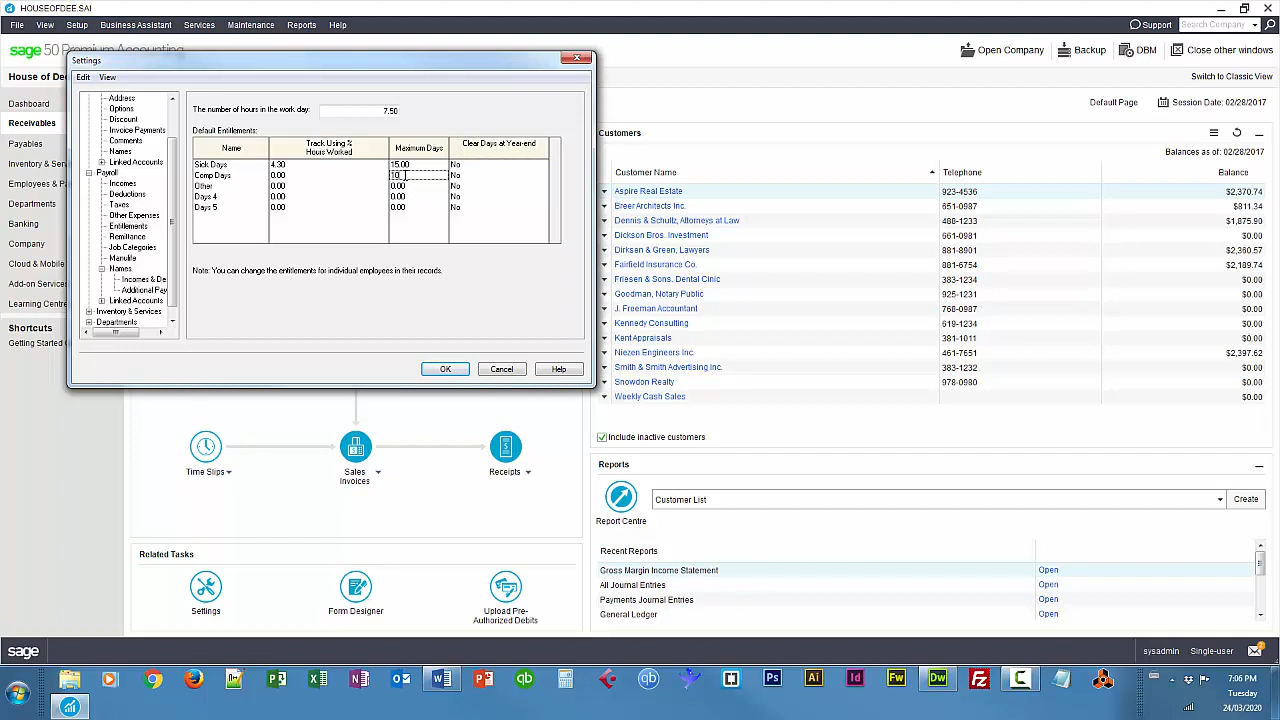 HOUSEOFDEE.SAI
File View Setup Business Assistant Services Maintenance Reports Help
Support Search Company
sage 50 Premium Accounting
Open Company Backup DBM Close other windows
House of Dee
Switch to Classic View
Default Page Session Date: 02/28/2017
Dashboard
Receivables
Payables
Inventory & Servic
Employees & Pa
Departments
Banking
Company
Cloud & Mobile
Add-on Services
Learning Centre
Shortcuts
Getting Started G
Settings
Edit View
Address
Options
Discount
Invoice Payments
Comments
Names
Linked Accounts
Payroll
Incomes
Deductions
Taxes
Other Expenses
Entitlements
Remittance
Job Categories
Manulife
Names
Incomes & De
Additional Pay
Linked Accounts
Inventory & Services
Departments
The number of hours in the work day: 7.50
Default Entitlements:
Name Track Using % Hours Worked Maximum Days Clear Days at Year-end
Sick Days 4.30 15.00 No
Comp Days 0.00 10 No
Other 0.00 0.00 No
Days 4 0.00 0.00 No
Days 5 0.00 0.00 No
Note: You can change the entitlements for individual employees in their records.
OK Cancel Help
Customers
Balances as of: 02/28/2017
Customer Name Telephone Balance
Aspire Real Estate 923-4536 $2,370.74
Breer Architects Inc. 651-0987 $811.34
Dennis & Schultz, Attorneys at Law 488-1233 $1,875.90
Dickson Bros. Investment 661-0981 $0.00
Dirksen & Green, Lawyers 881-8901 $2,360.57
Fairfield Insurance Co. 881-6754 $2,189.74
Friesen & Sons. Dental Clinic 383-1234 $0.00
Goodman, Notary Public 925-1231 $0.00
J. Freeman Accountant 768-0987 $0.00
Kennedy Consulting 619-1234 $0.00
Kent Appraisals 381-1011 $0.00
Niezen Engineers Inc. 461-7651 $2,397.62
Smith & Smith Advertising Inc. 383-1232 $0.00
Snowdon Realty 978-0980 $0.00
Weekly Cash Sales $0.00
Include inactive customers
Time Slips Sales Invoices Receipts
Related Tasks
Settings Form Designer Upload Pre-Authorized Debits
Reports
Customer List Create
Report Centre
Recent Reports
Gross Margin Income Statement Open
All Journal Entries Open
Payments Journal Entries Open
General Ledger Open
sage
sysadmin Single-user
7:06 PM
Tuesday
24/03/2020